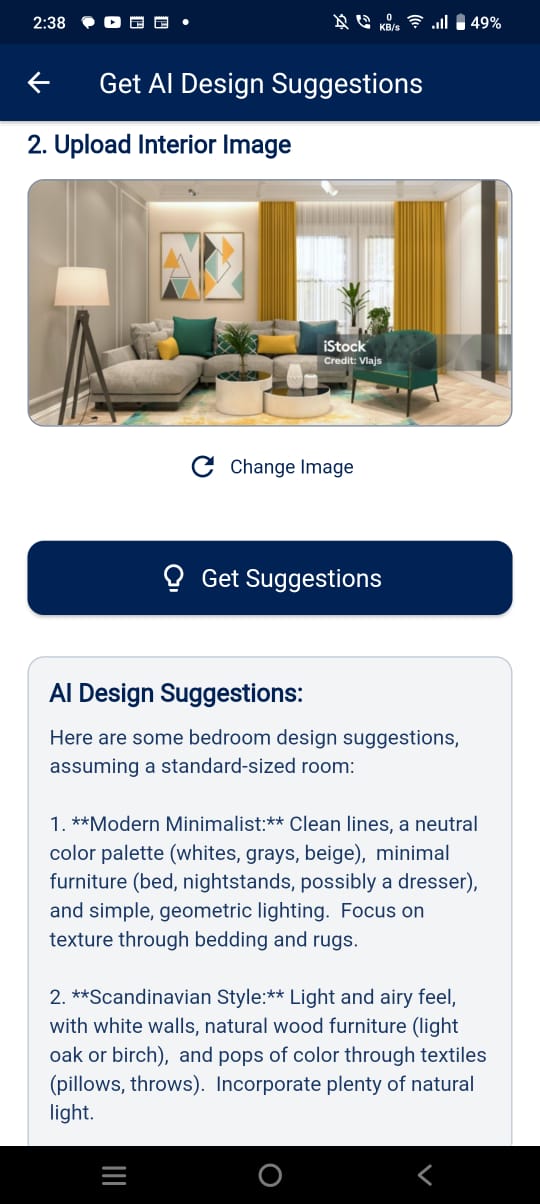 2:38
0
KB/s
49%
Get AI Design Suggestions
2. Upload Interior Image
iStock
Credit: Vlajs
Change Image
Get Suggestions
AI Design Suggestions:
Here are some bedroom design suggestions,
assuming a standard-sized room:
1. **Modern Minimalist:** Clean lines, a neutral
color palette (whites, grays, beige),  minimal
furniture (bed, nightstands, possibly a dresser),
and simple, geometric lighting.  Focus on
texture through bedding and rugs.
2. **Scandinavian Style:** Light and airy feel,
with white walls, natural wood furniture (light
oak or birch),  and pops of color through textiles
(pillows, throws).  Incorporate plenty of natural
light.